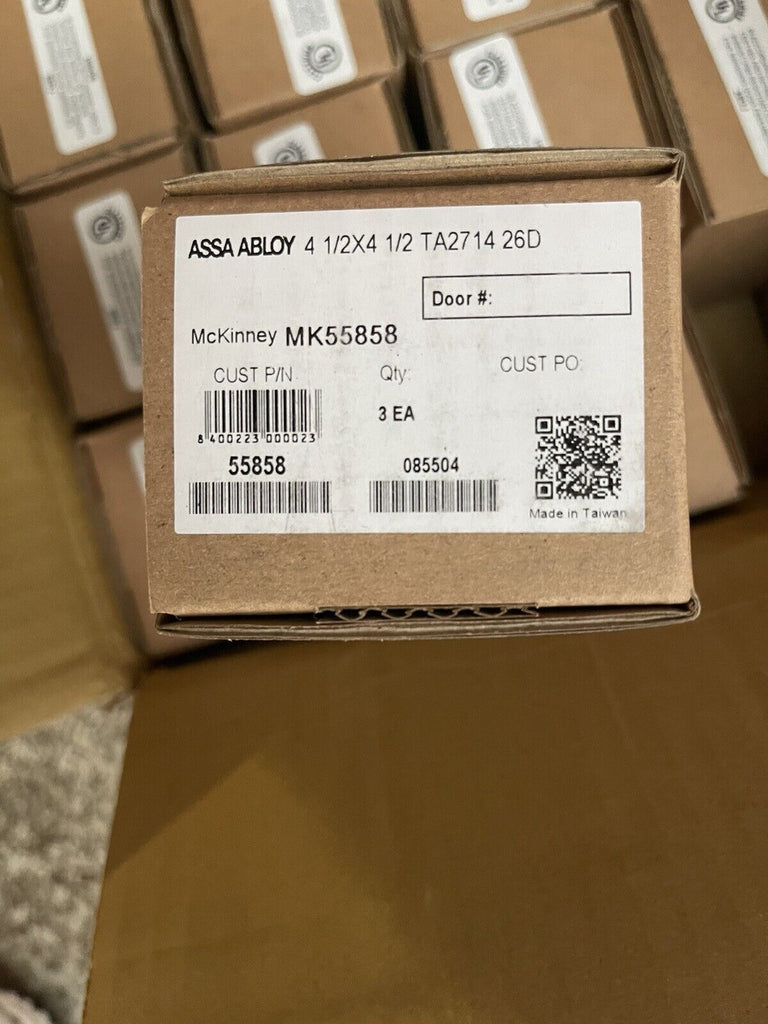 ASSA ABLOY 4 1/2X4 1/2 TA2714 26D
Door #:
McKinney MK55858
CUST P/N
Qty:
CUST PO:
3 EA
8 400223 000023
55858
085504
Made in Taiwan